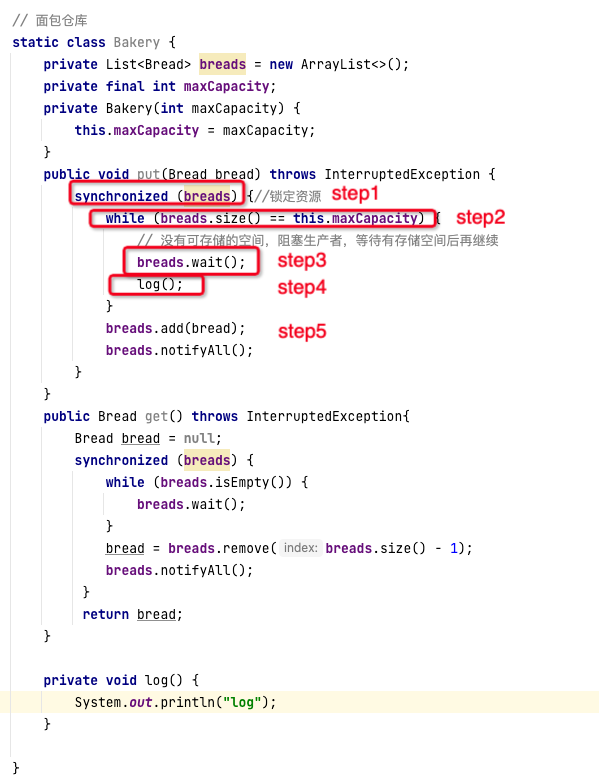 // 面包仓库
static class Bakery {
private List<Bread> breads = new ArrayList<>();
private final int maxCapacity;
private Bakery(int maxCapacity) {
this.maxCapacity = maxCapacity;
}
public void put(Bread bread) throws InterruptedException {
synchronized (breads) {//锁定资源 step1
while (breads.size() == this.maxCapacity) { step2
// 没有可存储的空间，阻塞生产者，等待有存储空间后再继续
breads.wait(); step3
log(); step4
}
breads.add(bread); step5
breads.notifyAll();
}
}
public Bread get() throws InterruptedException{
Bread bread = null;
synchronized (breads) {
while (breads.isEmpty()) {
breads.wait();
}
bread = breads.remove( index: breads.size() - 1);
breads.notifyAll();
}
return bread;
}
private void log() {
System.out.println("log");
}
}